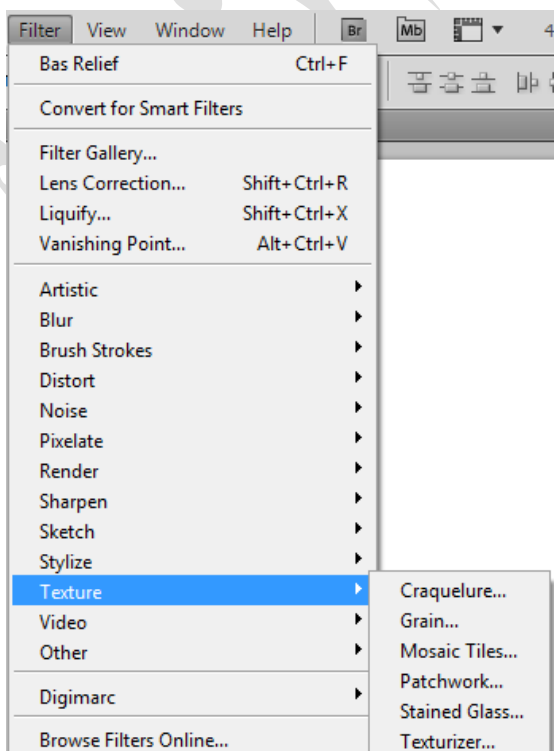 Filter View Window Help Br Mb 4
Bas Relief Ctrl+F
Convert for Smart Filters
Filter Gallery...
Lens Correction... Shift+Ctrl+R
Liquify... Shift+Ctrl+X
Vanishing Point... Alt+Ctrl+V
Artistic
Blur
Brush Strokes
Distort
Noise
Pixelate
Render
Sharpen
Sketch
Stylize
Texture
Craquelure...
Video
Grain...
Other
Mosaic Tiles...
Digimarc
Patchwork...
Stained Glass...
Browse Filters Online...
Texturizer...